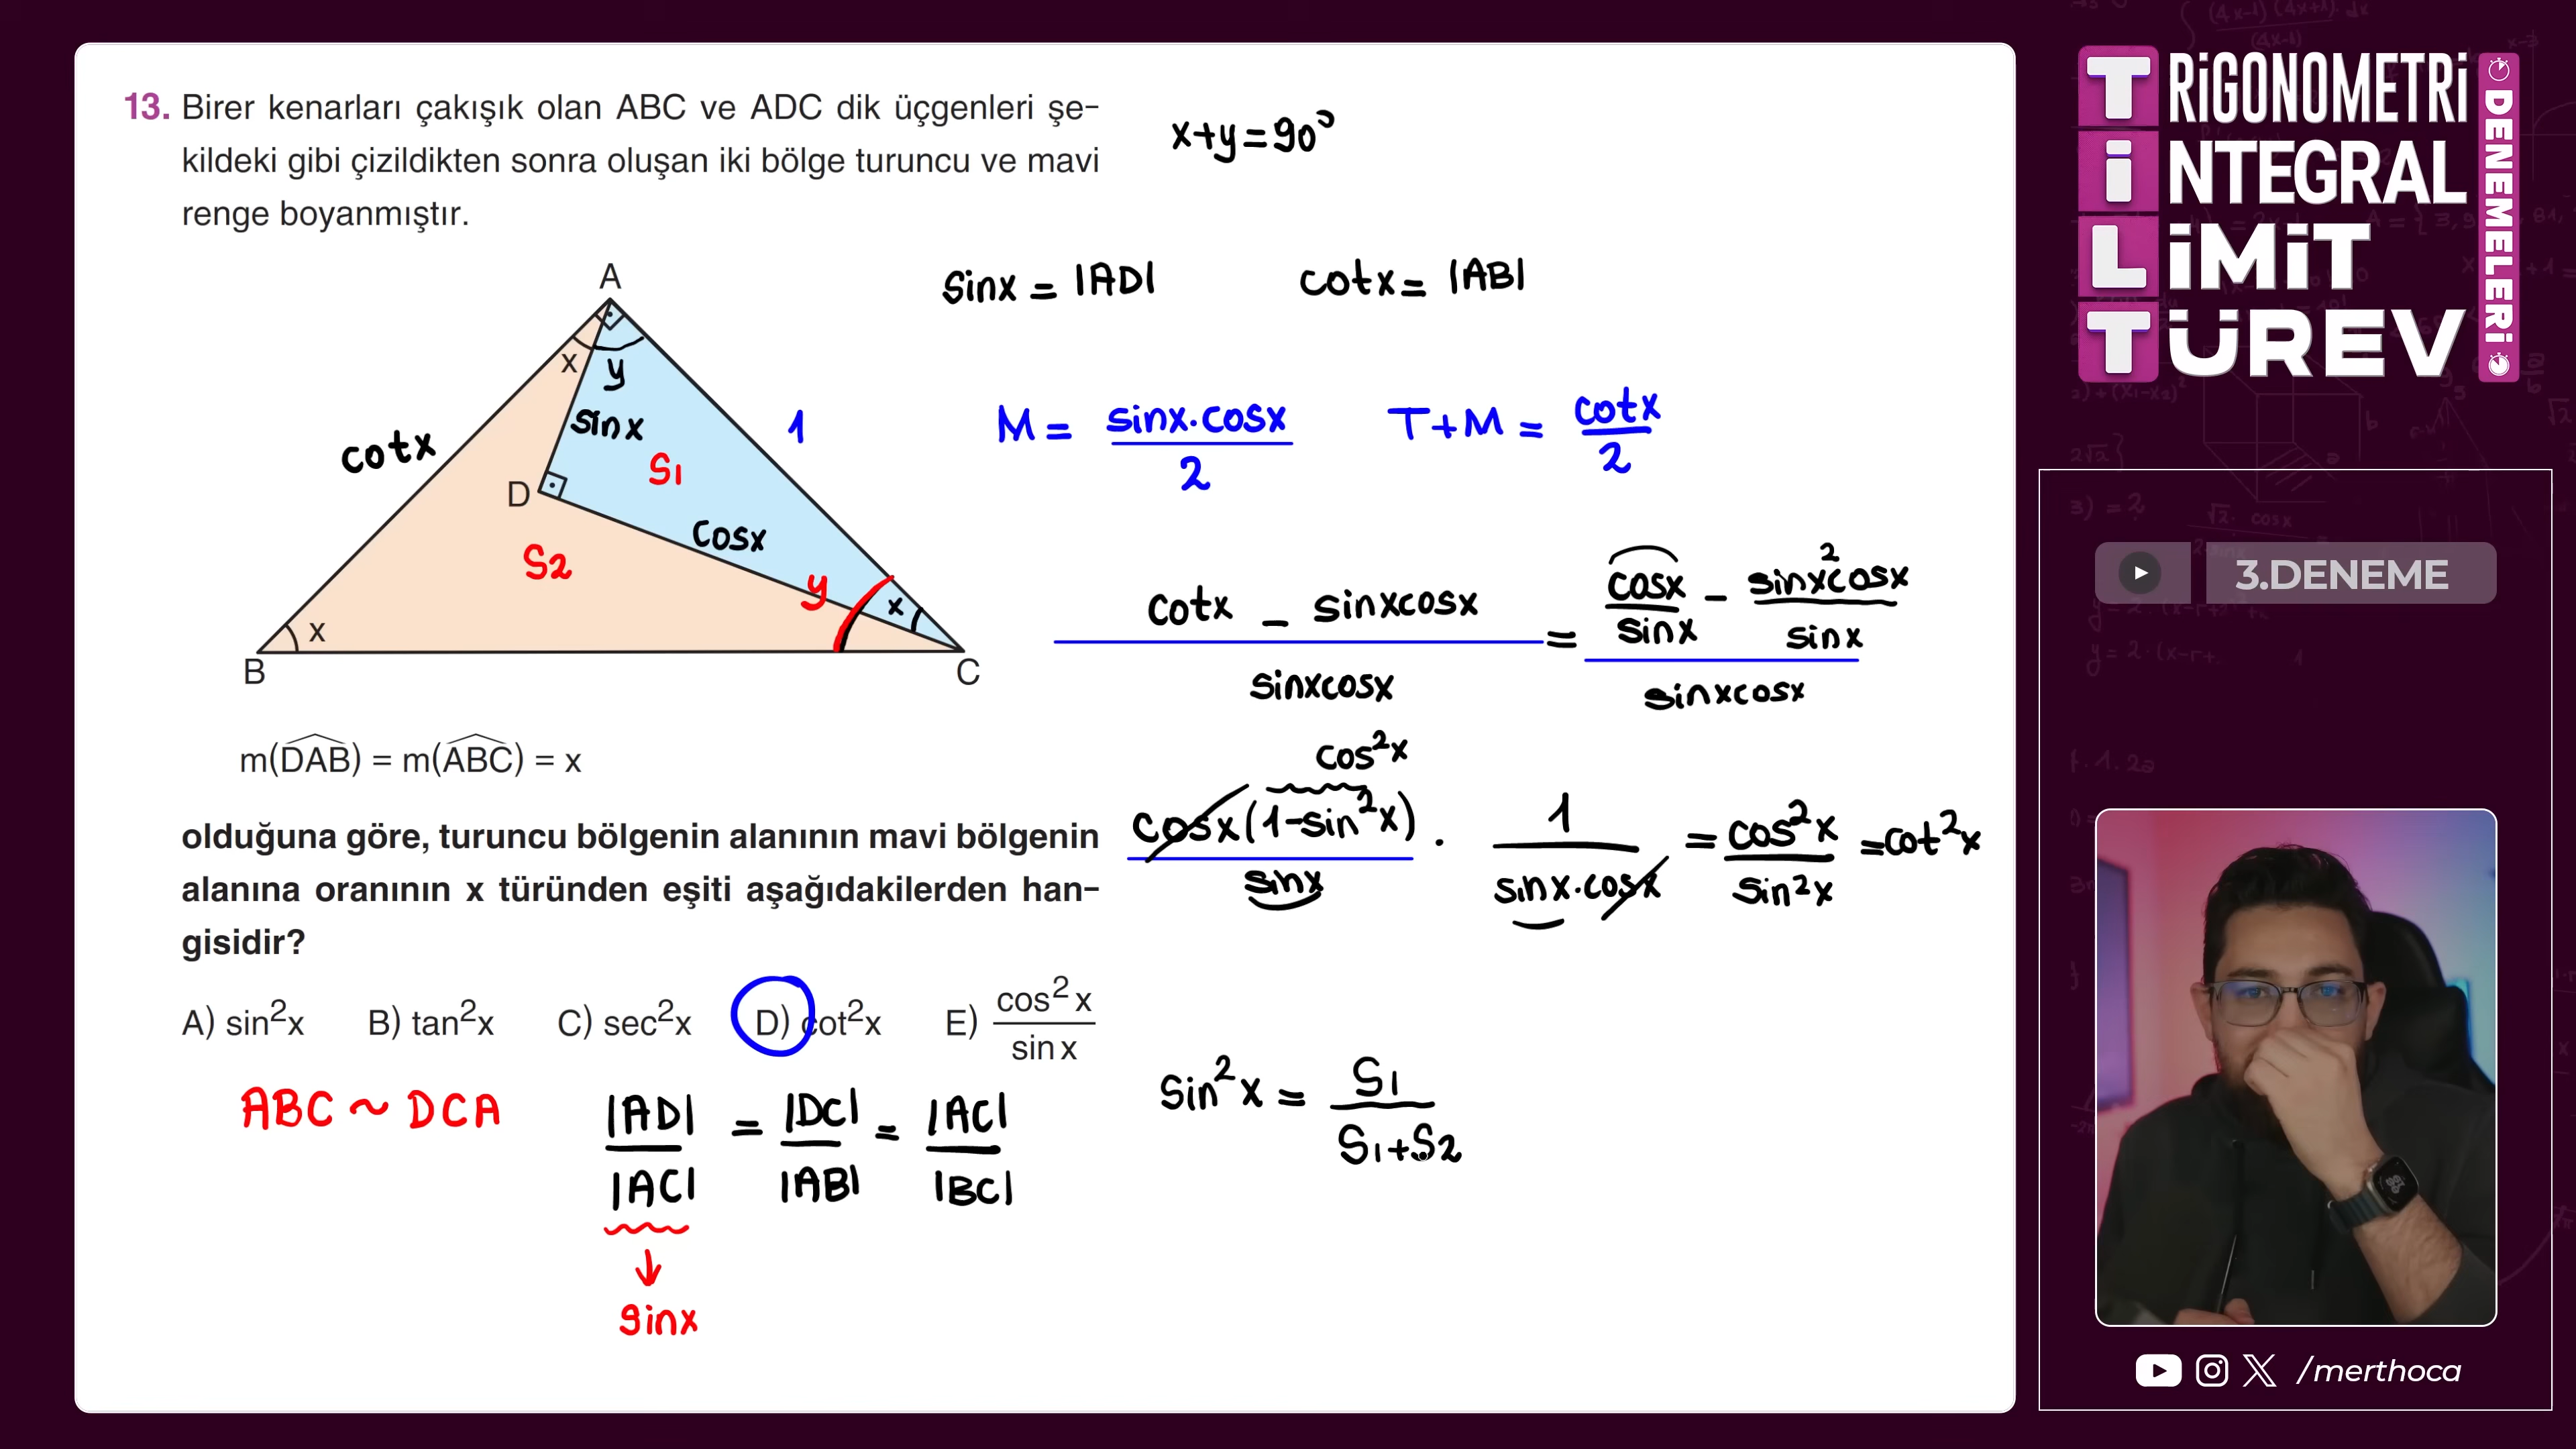 13. Birer kenarları çakışık olan ABC ve ADC dik üçgenleri şe-
kildeki gibi çizildikten sonra oluşan iki bölge turuncu ve mavi
renge boyanmıştır.
x+y=90°
sinx = |AD|
cotx = |AB|
A
x
y
sinx
cotx
1
S1
D
cosx
S2
y
x
x
B
C
M = sinx.cosx / 2
T+M = cotx / 2
cotx - sinxcosx / sinxcosx = cosx / sinx - sin²xcosx / sinx / sinxcosx
m(DAB) = m(ABC) = x
cos²x
cosx(1-sin²x) / sinx . 1 / sinx.cosx = cos²x / sin²x = cot²x
olduğuna göre, turuncu bölgenin alanının mavi bölgenin
alanına oranının x türünden eşiti aşağıdakilerden han-
gisidir?
A) sin²x B) tan²x C) sec²x D) cot²x E) cos²x / sin x
ABC ~ DCA
|AD| / |AC| = |DC| / |AB| = |AC| / |BC|
sinx
sin²x = S1 / S1+S2
TRİGONOMETRİ
İNTEGRAL
LİMİT
TÜREV
DENEMELERİ
3.DENEME
/merthoca